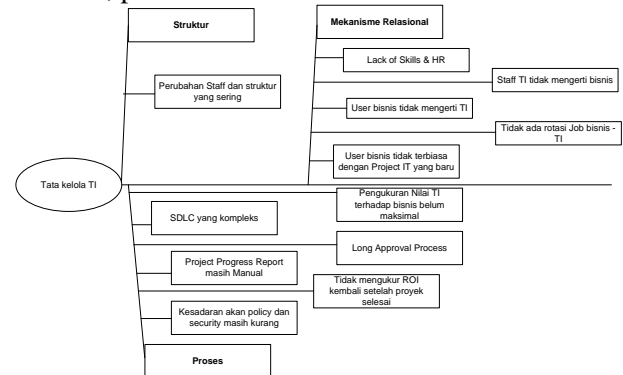 Struktur
Mekanisme Relasional
Lack of Skills & HR
Staff TI tidak mengerti bisnis
Perubahan Staff dan struktur
yang sering
User bisnis tidak mengerti TI
Tidak ada rotasi Job bisnis -
TI
User bisnis tidak terbiasa
dengan Project IT yang baru
Tata kelola TI
Pengukuran Nilai TI
terhadap bisnis belum
maksimal
SDLC yang kompleks
Long Approval Process
Project Progress Report
masih Manual
Tidak mengukur ROI
kembali setelah proyek
selesai
Kesadaran akan policy dan
security masih kurang
Proses